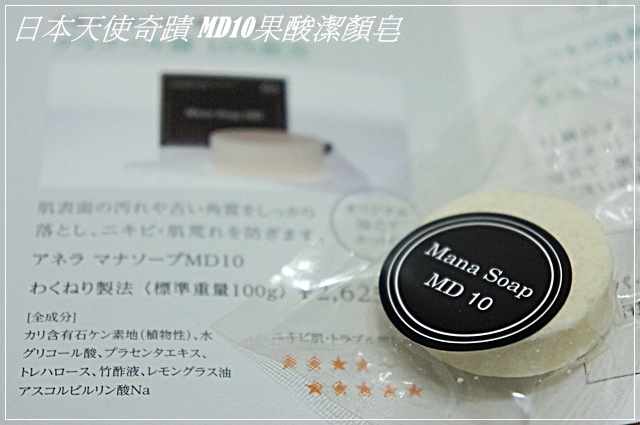 日本天使奇蹟 MD10果酸潔顏皂
Mana Soap MD
肌表面の汚れや古い角質をしっかり
落とし、ニキビ・肌荒れを防ぎます。
アネラ マナソープMD10
わくねり製法〈標準重量100g〉¥2,625
[全成分]
カリ含有石ケン素地(植物性)、水
グリコール酸、プラセンタエキス、
トレハロース、竹酢液、レモングラス油
アスコルビルリン酸Na
ニキビ肌・トラブル
Mana Soap
MD 10